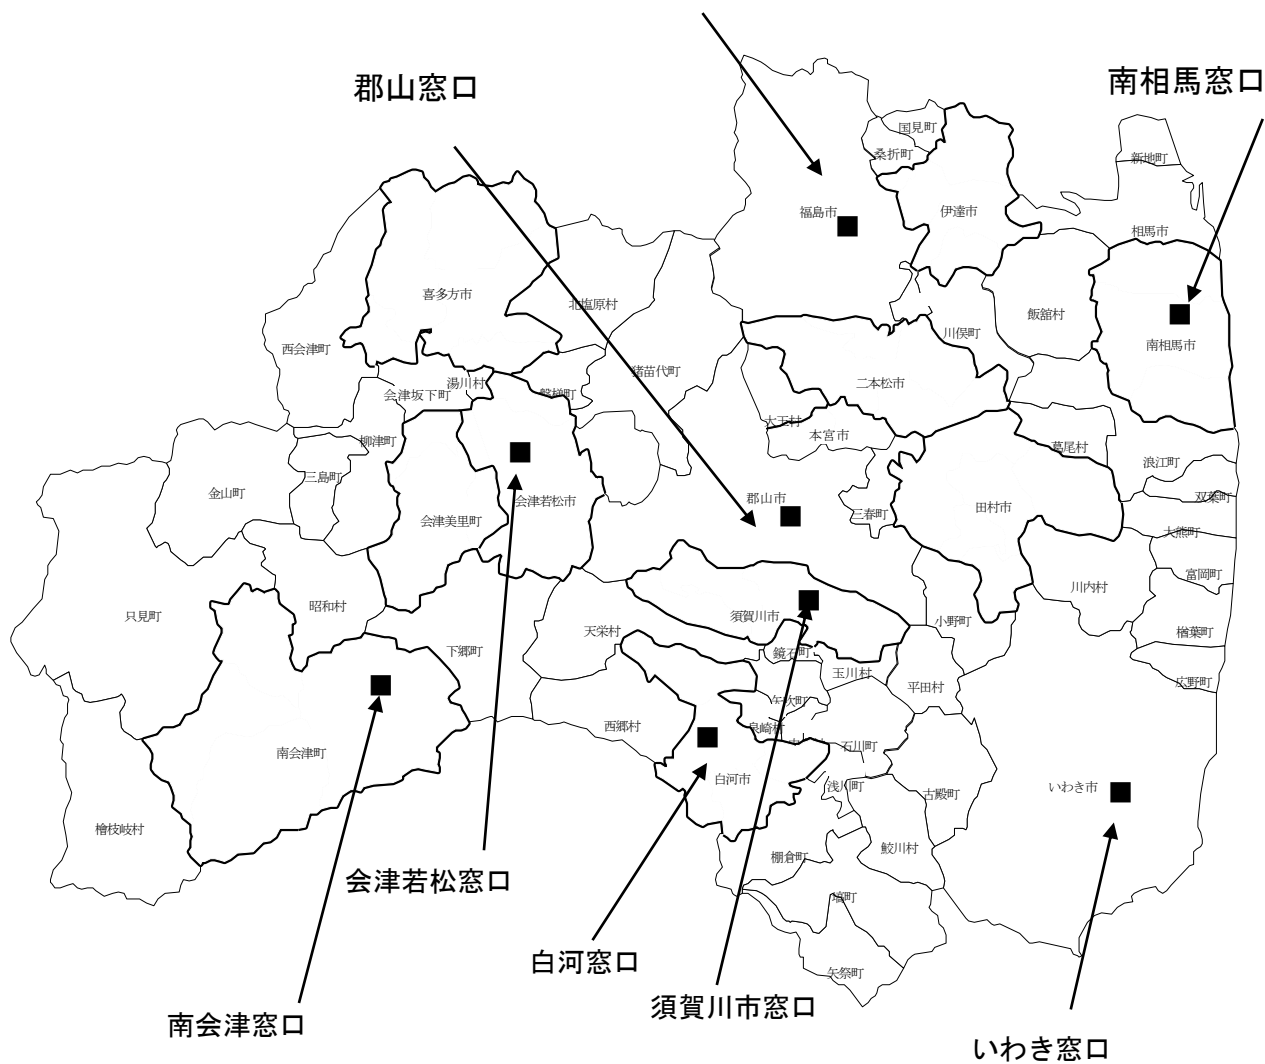 郡山窓口
南相馬窓口
国見町
桑折町
新地町
福島市
伊達市
相馬市
喜多方市
北塩原村
飯舘村
川俣町
西会津町
南相馬市
猪苗代町
湯川村
二本松市
会津坂下町
磐梯町
大玉村
本宮市
柳津町
葛尾村
浪江町
三島町
金山町
会津若松市
郡山市
双葉町
田村市
三春町
会津美里町
大熊町
富岡町
川内村
昭和村
只見町
須賀川市
小野町
天栄村
楢葉町
下郷町
鏡石町
玉川村
広野町
平田村
矢吹町
西郷村
泉崎村
石川町
南会津町
白河市
浅川町
いわき市
古殿町
檜枝岐村
鮫川村
棚倉町
会津若松窓口
塙町
白河窓口
矢祭町
須賀川市窓口
南会津窓口
いわき窓口